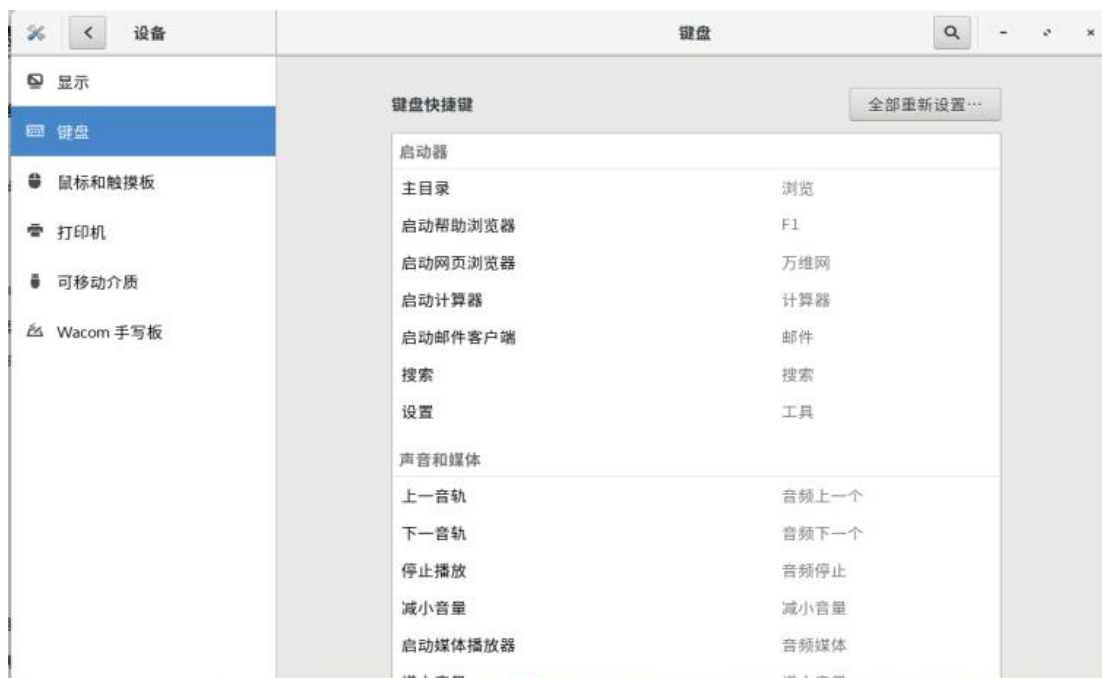 设备
键盘
显示
键盘
鼠标和触摸板
打印机
可移动介质
Wacom 手写板
键盘快捷键 全部重新设置…
启动器
主目录 浏览
启动帮助浏览器 F1
启动网页浏览器 万维网
启动计算器 计算器
启动邮件客户端 邮件
搜索 搜索
设置 工具
声音和媒体
上一音轨 音频上一个
下一音轨 音频下一个
停止播放 音频停止
减小音量 减小音量
启动媒体播放器 音频媒体